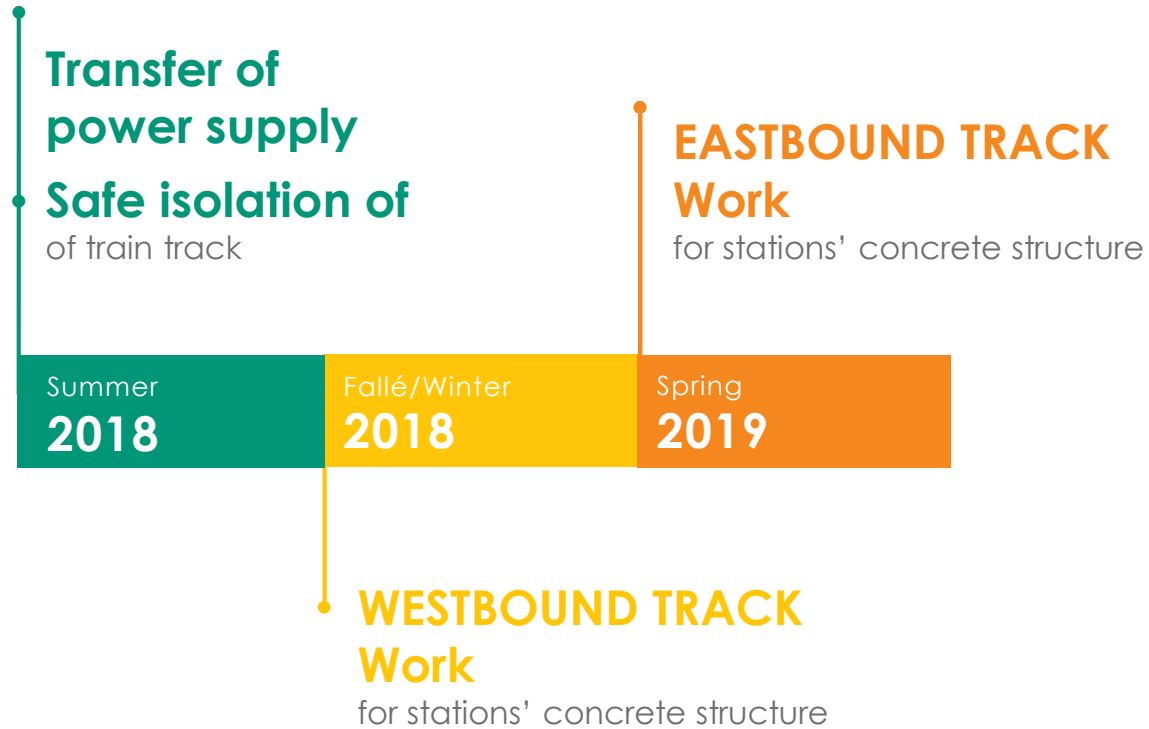 Transfer of
power supply
Safe isolation of
of train track
EASTBOUND TRACK
Work
for stations’ concrete structure
Summer
2018
Fallé/Winter
2018
Spring
2019
WESTBOUND TRACK
Work
for stations’ concrete structure